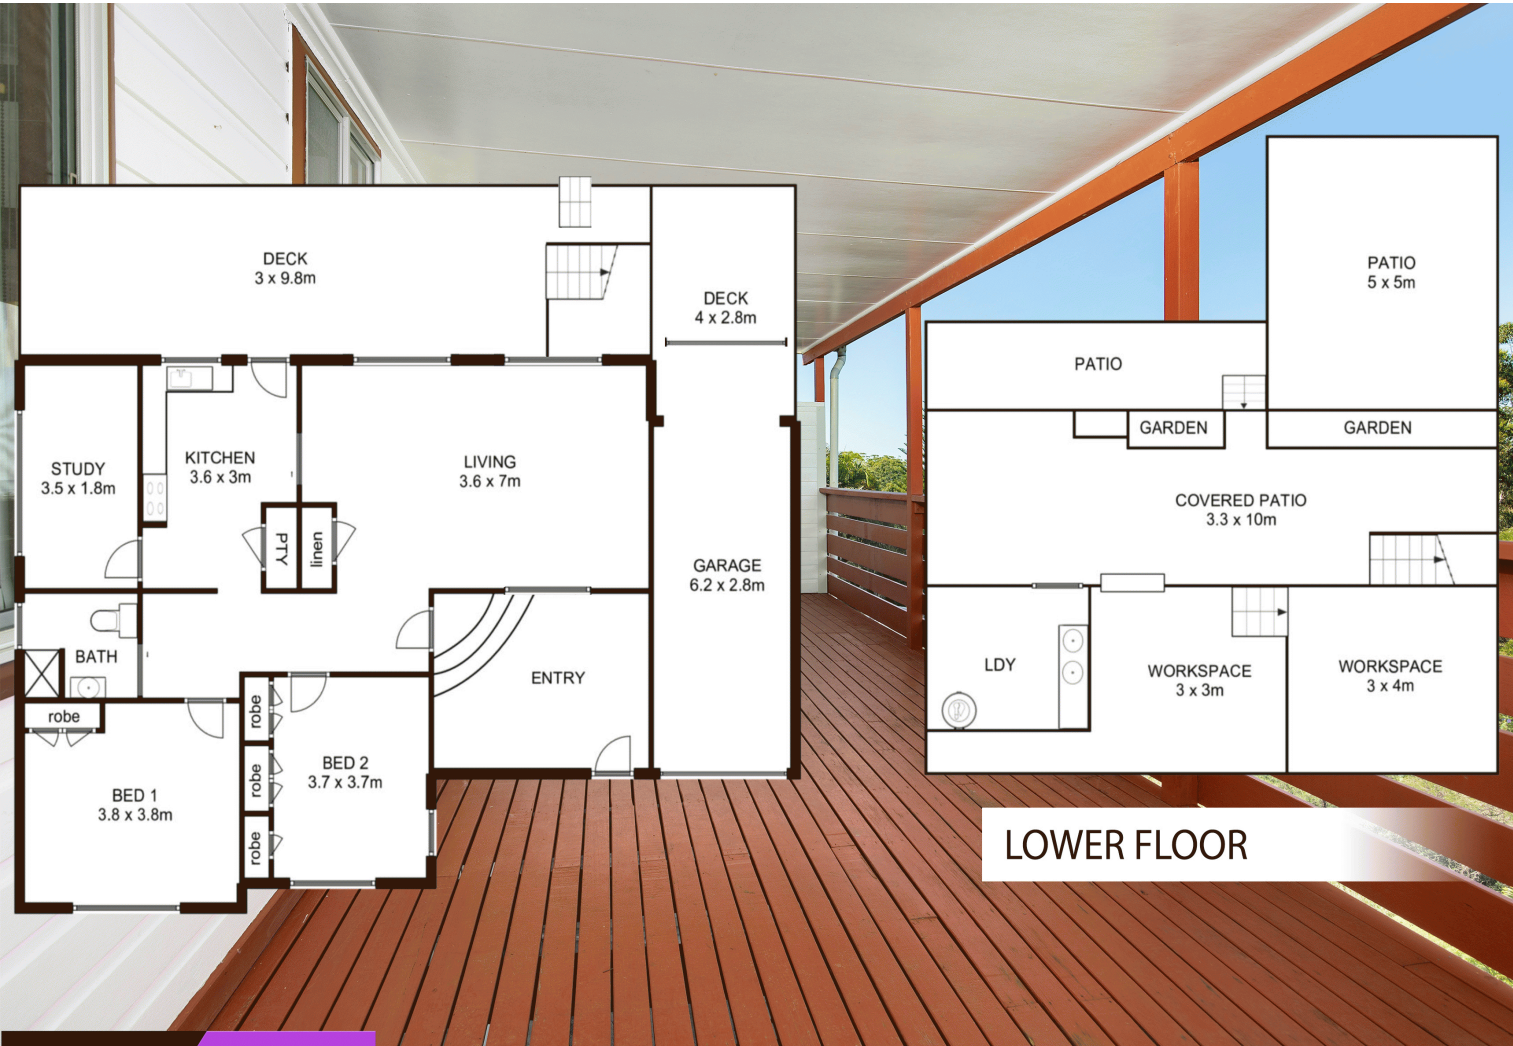 DECK
3 x 9.8m
DECK
4 x 2.8m
STUDY
3.5 x 1.8m
KITCHEN
3.6 x 3m
LIVING
3.6 x 7m
PTY
linen
GARAGE
6.2 x 2.8m
BATH
ENTRY
robe
robe
robe
robe
BED 1
3.8 x 3.8m
BED 2
3.7 x 3.7m
PATIO
5 x 5m
PATIO
GARDEN
GARDEN
COVERED PATIO
3.3 x 10m
LDY
WORKSPACE
3 x 3m
WORKSPACE
3 x 4m
LOWER FLOOR